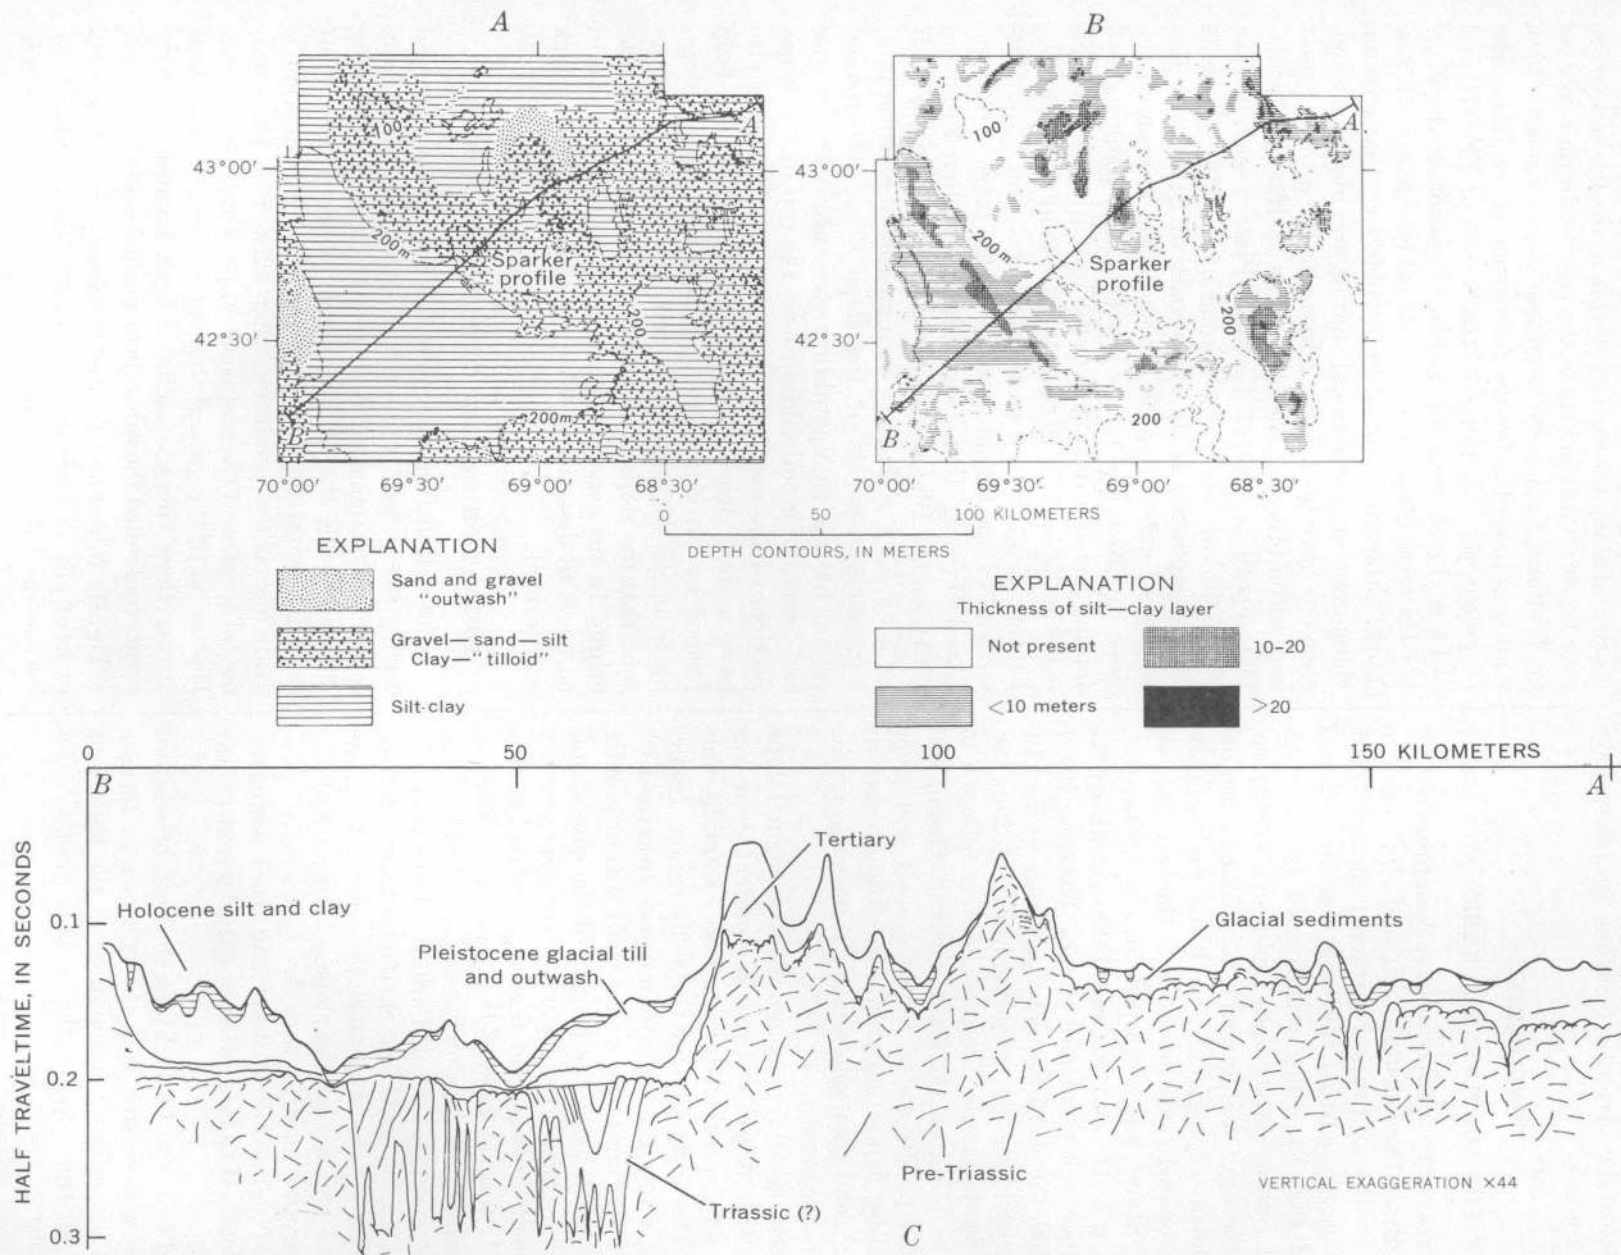 A
B
100
A
43°00′
200m
Sparker
profile
42°30′
200
200m
B
70°00′
69°30′
69°00′
68°30′
100
A
43°00′
200m
Sparker
profile
42°30′
200
200
B
70°00′
69°30′
69°00′
68°30′
0 50 100 KILOMETERS
DEPTH CONTOURS, IN METERS
EXPLANATION
Sand and gravel
"outwash"
Gravel—sand—silt
Clay—"tilloid"
Silt-clay
EXPLANATION
Thickness of silt—clay layer
Not present
10-20
<10 meters
>20
0 50 100 150 KILOMETERS
B
A
HALF TRAVELTIME, IN SECONDS
0.1
0.2
0.3
Holocene silt and clay
Pleistocene glacial till
and outwash
Tertiary
Glacial sediments
Triassic (?)
Pre-Triassic
VERTICAL EXAGGERATION ×44
C